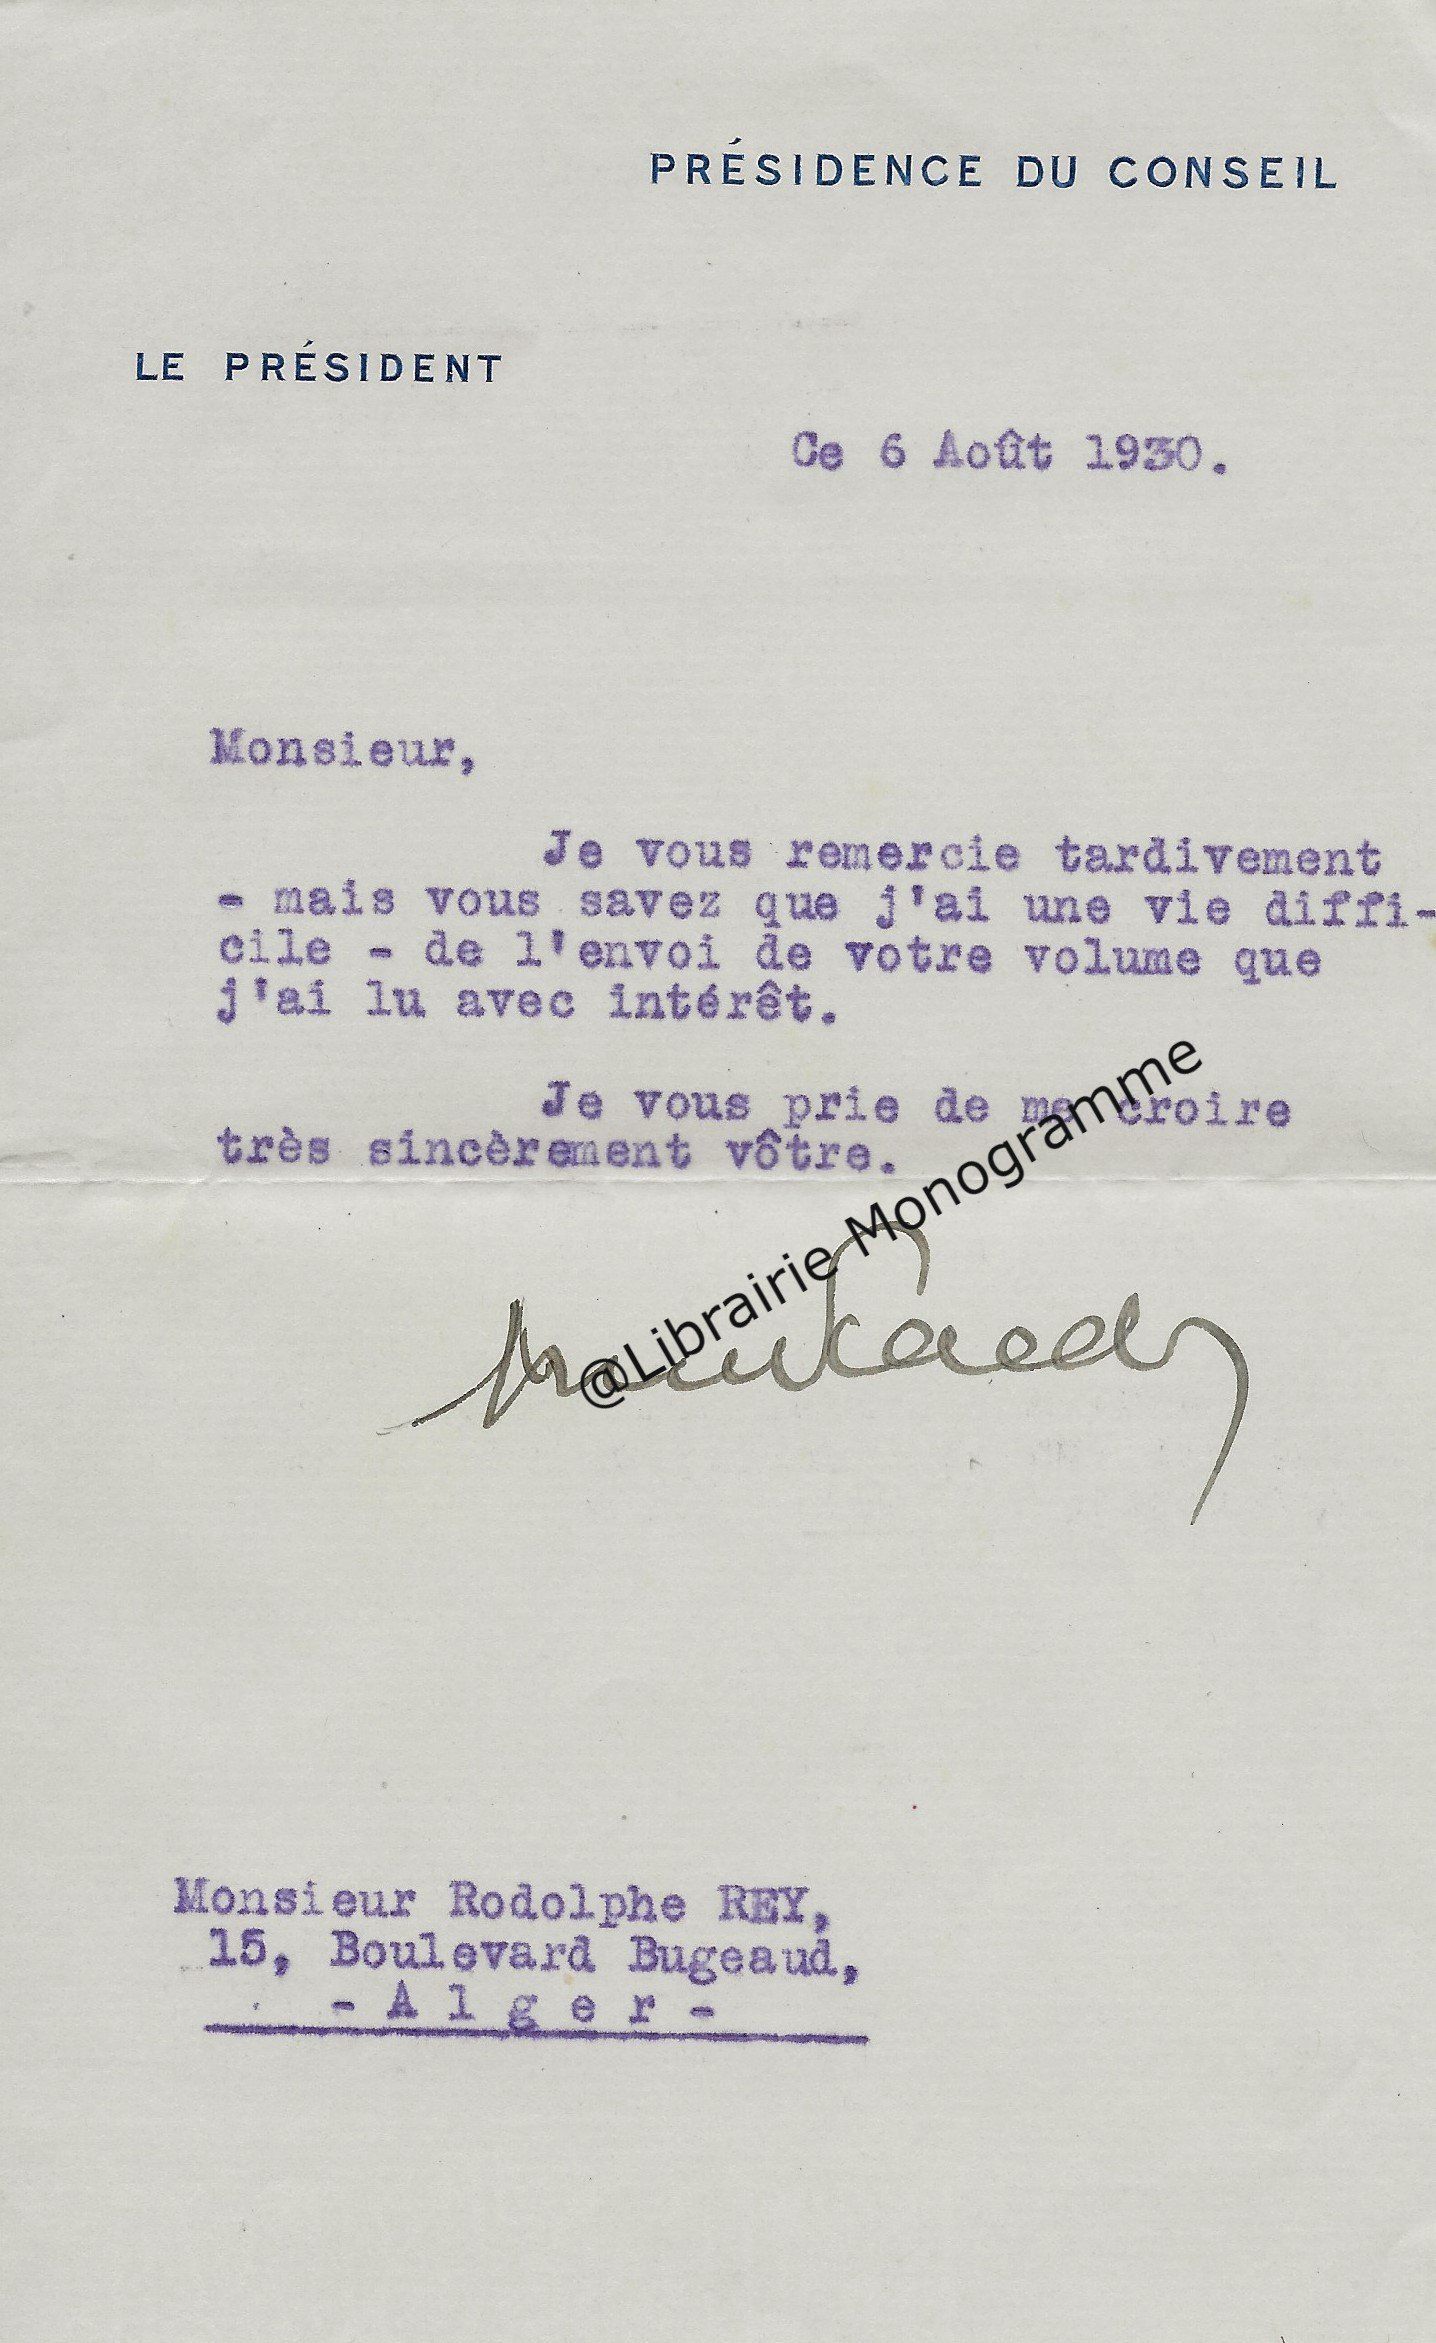 PRÉSIDENCE DU CONSEIL
LE PRÉSIDENT
Ce 6 Août 1930.
Monsieur,
Je vous remercie tardivement
- mais vous savez que j'ai une vie diffi-
cile - de l'envoi de votre volume que
j'ai lu avec intérêt.
Je vous prie de me croire
très sincèrement vôtre.
@Librairie Monogramme
Monsieur Rodolphe REY,
15, Boulevard Bugeaud,
- A l g e r -